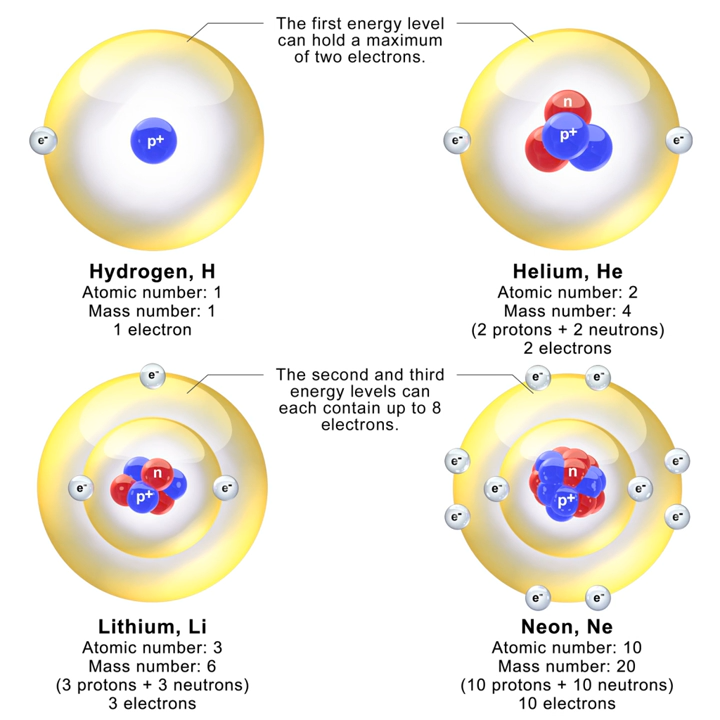 The first energy level
can hold a maximum
of two electrons.
e-
p+
e-
n
p+
e-
Hydrogen, H
Atomic number: 1
Mass number: 1
1 electron
Helium, He
Atomic number: 2
Mass number: 4
(2 protons + 2 neutrons)
2 electrons
The second and third
energy levels can
each contain up to 8
electrons.
e-
e-
n
p+
e-
e-
e-
e-
e-
e-
n
p+
e-
e-
e-
e-
e-
Lithium, Li
Atomic number: 3
Mass number: 6
(3 protons + 3 neutrons)
3 electrons
Neon, Ne
Atomic number: 10
Mass number: 20
(10 protons + 10 neutrons)
10 electrons